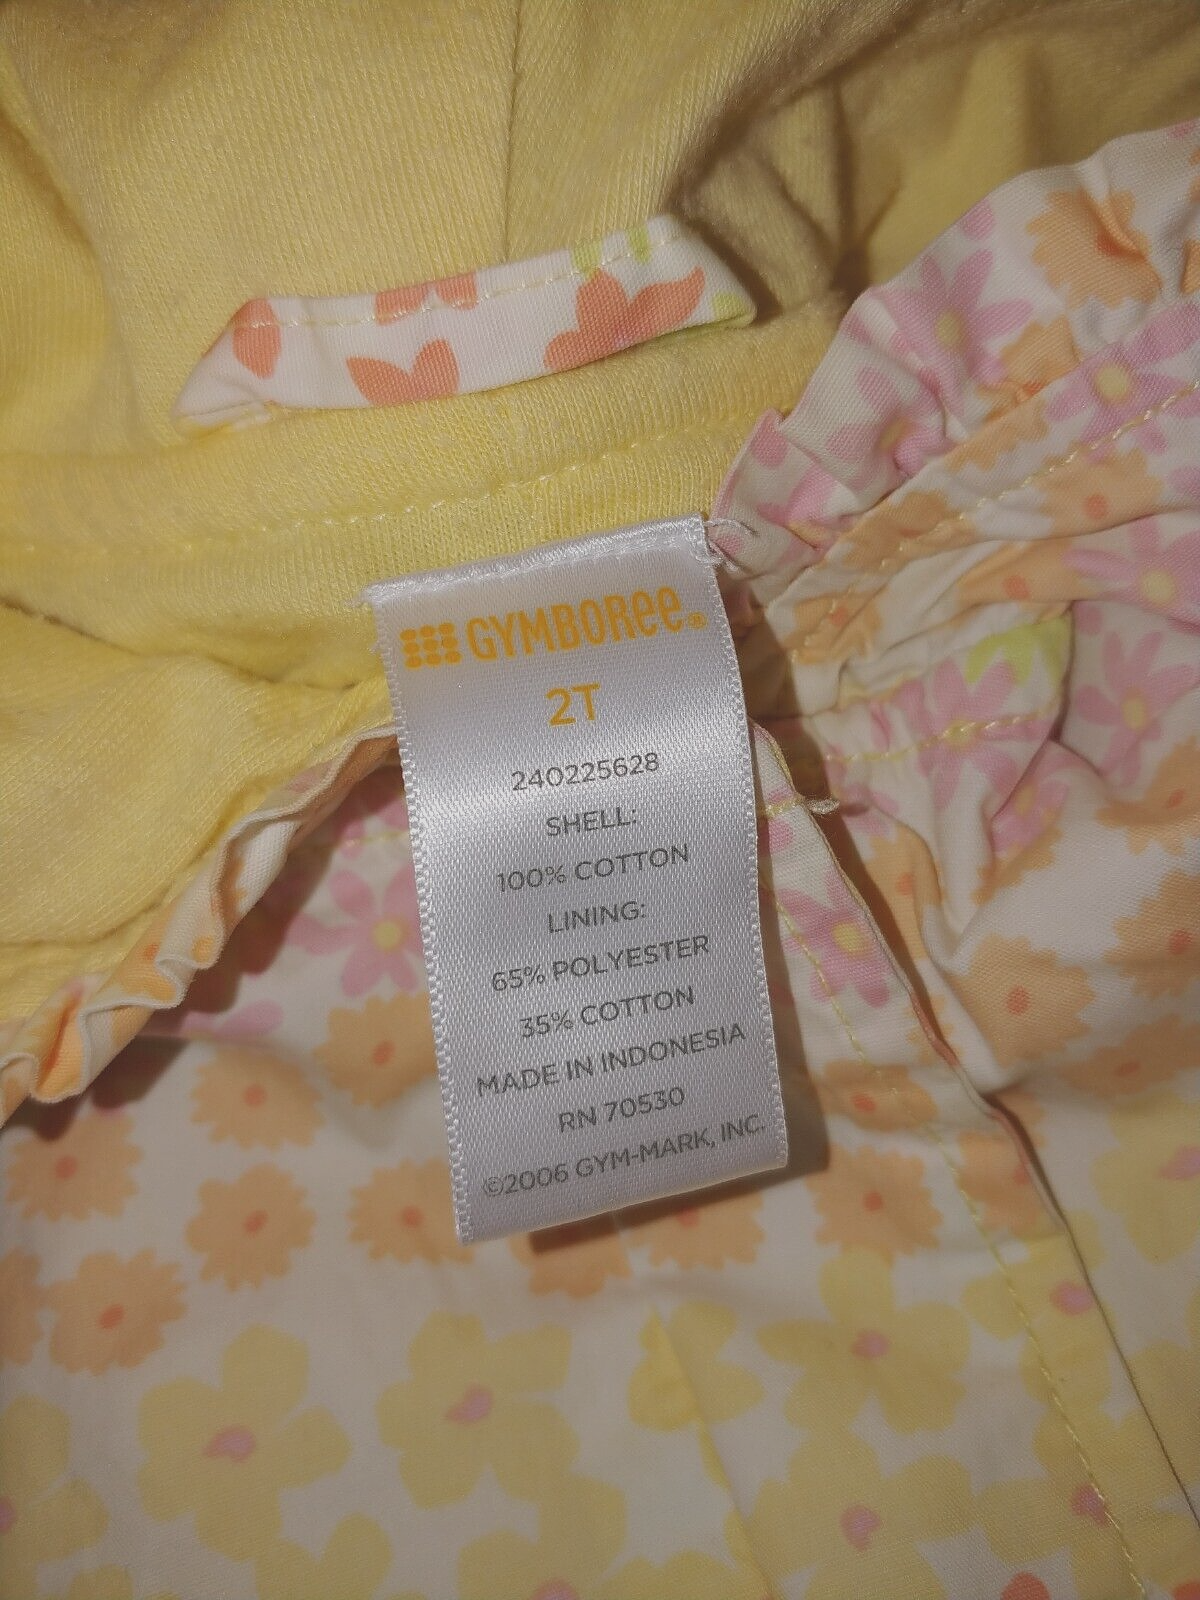 GYMBOREE®
2T
240225628
SHELL:
100% COTTON
LINING:
65% POLYESTER
35% COTTON
MADE IN INDONESIA
RN 70530
©2006 GYM-MARK, INC.